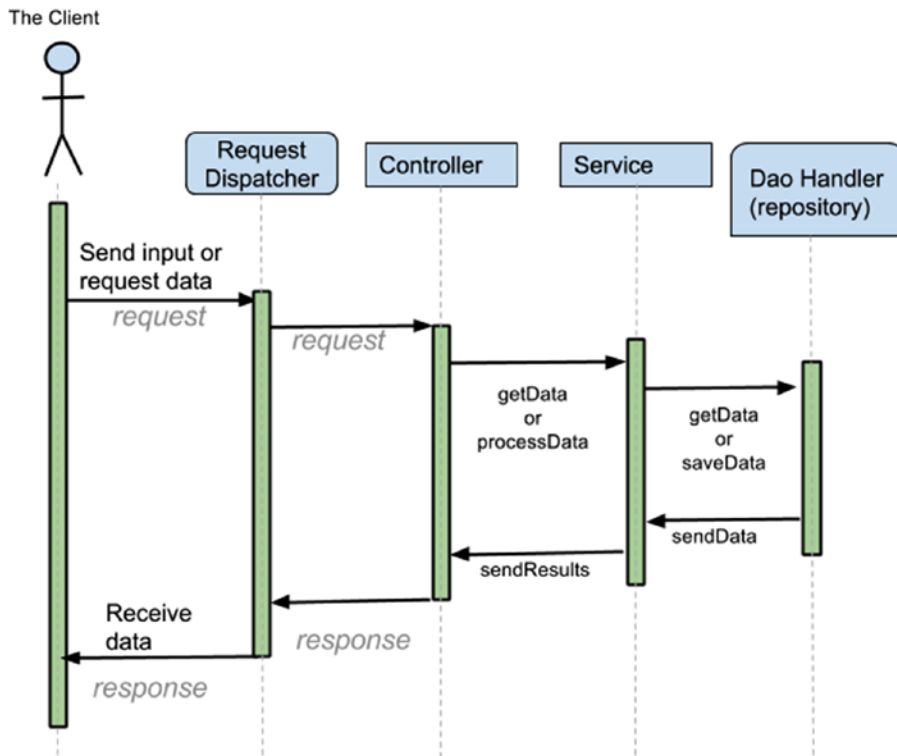 The Client
Request
Dispatcher
Controller
Service
Dao Handler
(repository)
Send input or
request data
request
request
getData
or
processData
getData
or
saveData
sendData
sendResults
response
Receive
data
response